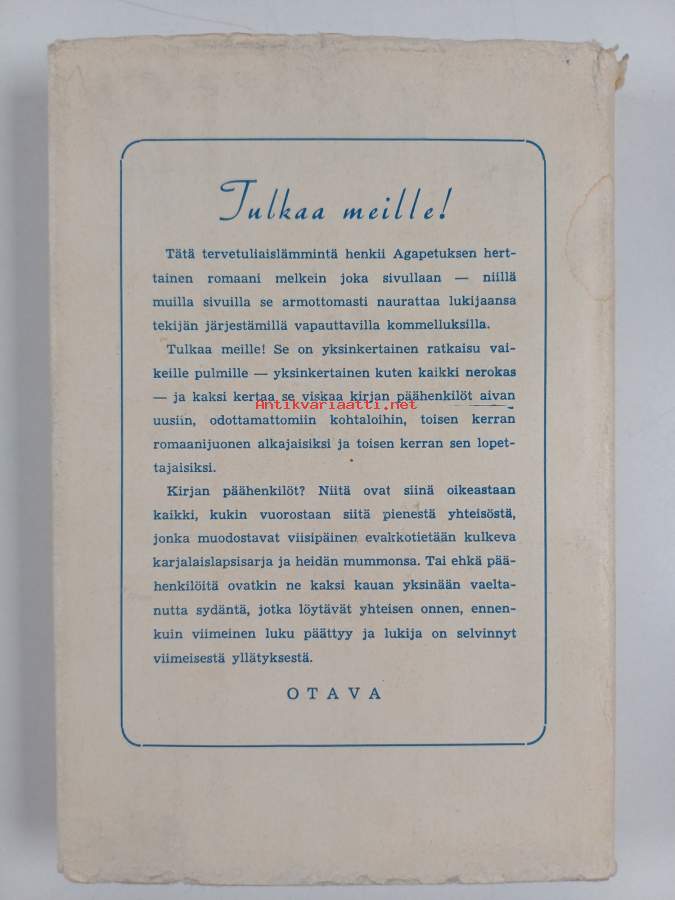 Tulkaa meille!
Tätä tervetuliaislämmintä henkii Agapetuksen hert-
tainen romaani melkein joka sivullaan — niillä
muilla sivuilla se armottomasti naurattaa lukijaansa
tekijän järjestämillä vapauttavilla kommelluksilla.
Tulkaa meille! Se on yksinkertainen ratkaisu vai-
keille pulmille — yksinkertainen kuten kaikki nerokas
— ja kaksi kertaa se viskaa kirjan päähenkilöt aivan
Antikvariaatti.net
uusiin, odottamattomiin kohtaloihin, toisen kerran
romaanijuonen alkajaisiksi ja toisen kerran sen lopet-
tajaisiksi.
Kirjan päähenkilöt? Niitä ovat siinä oikeastaan
kaikki, kukin vuorostaan siitä pienestä yhteisöstä,
jonka muodostavat viisipäinen evakkotietään kulkeva
karjalaislapsisarja ja heidän mummonsa. Tai ehkä pää-
henkilöitä ovatkin ne kaksi kauan yksinään vaelta-
nutta sydäntä, jotka löytävät yhteisen onnen, ennen-
kuin viimeinen luku päättyy ja lukija on selvinnyt
viimeisestä yllätyksestä.
OTAVA